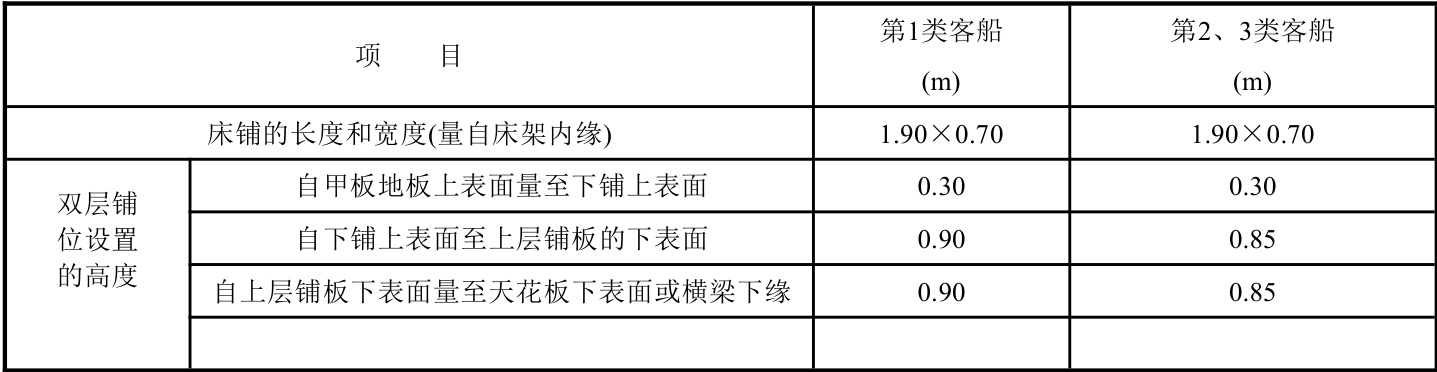 项 目 第1类客船 (m) 第2、3类客船 (m)
床铺的长度和宽度(量自床架内缘) 1.90×0.70 1.90×0.70
双层铺位设置的高度 自甲板地板上表面量至下铺上表面 0.30 0.30
自下铺上表面至上层铺板的下表面 0.90 0.85
自上层铺板下表面量至天花板下表面或横梁下缘 0.90 0.85